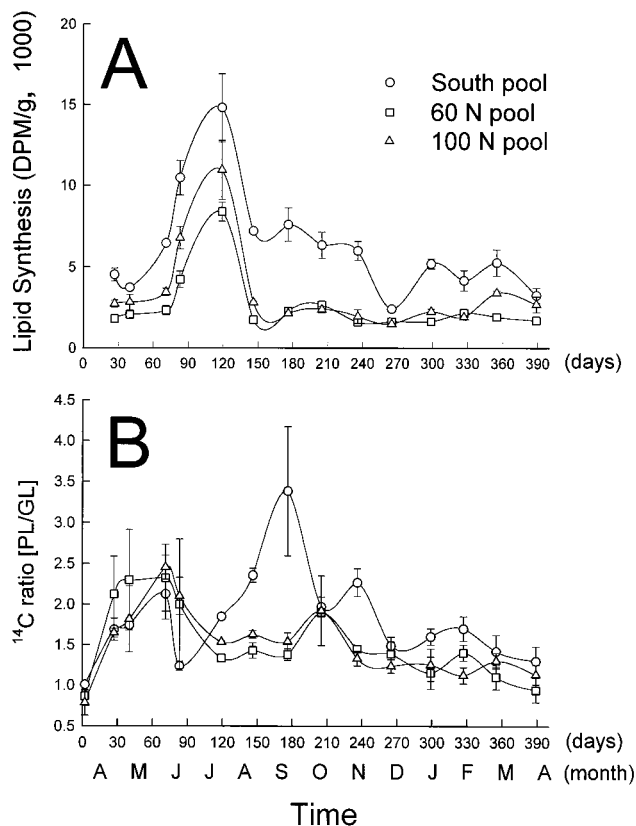 A
Lipid Synthesis (DPM/g, 1000)
20
15
10
5
0
South pool
60 N pool
100 N pool
0 30 60 90 120 150 180 210 240 270 300 330 360 390 (days)
B
14C ratio [PL/GL]
4.5
4.0
3.5
3.0
2.5
2.0
1.5
1.0
0.5
0 30 60 90 120 150 180 210 240 270 300 330 360 390 (days)
A M J J A S O N D J F M A (month)
Time